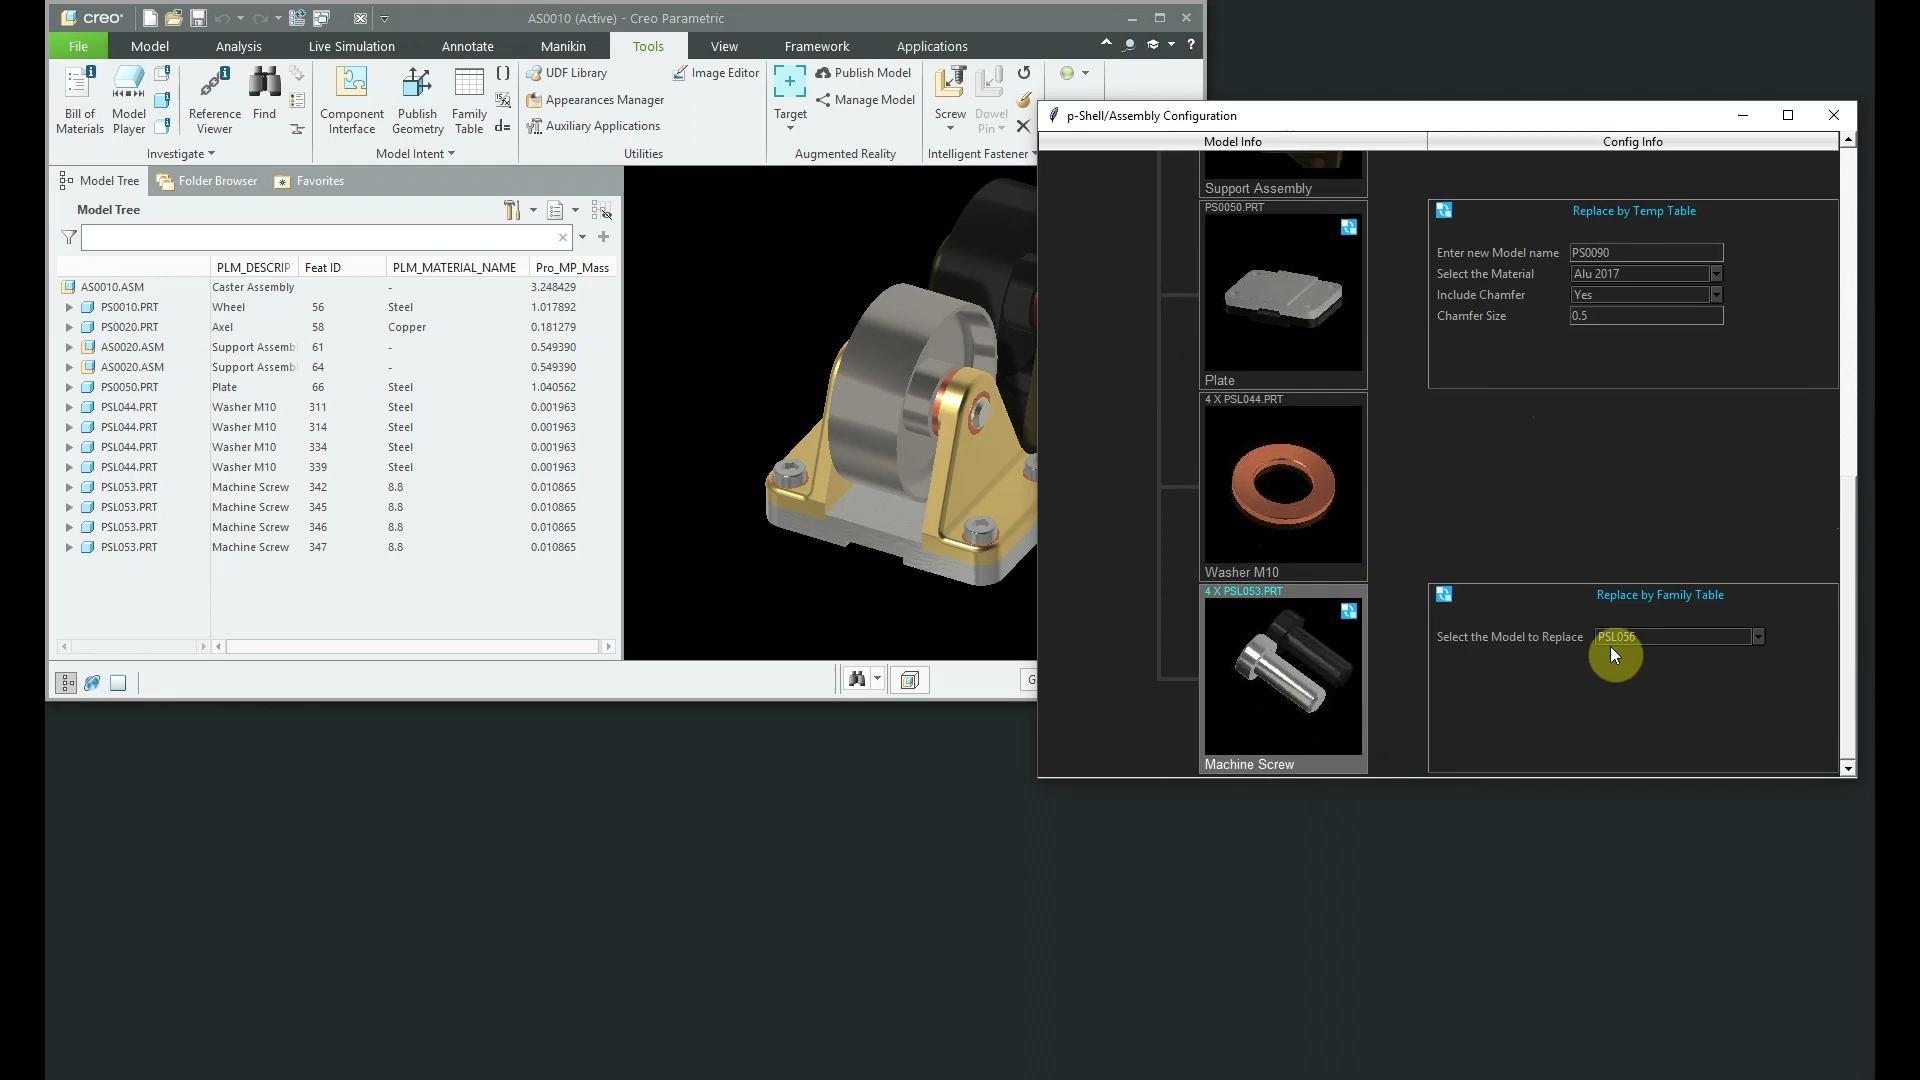 creo®
AS0010 (Active) - Creo Parametric
File Model Analysis Live Simulation Annotate Manikin Tools View Framework Applications
Bill of Materials
Model Player
Reference Viewer
Find
Investigate
Component Interface
Publish Geometry
Family Table
d=
Model Intent
UDF Library
Image Editor
Appearances Manager
Auxiliary Applications
Utilities
Target
Publish Model
Manage Model
Augmented Reality
Screw
Dowel Pin
Intelligent Fastener
Model Tree Folder Browser Favorites
Model Tree
PLM_DESCRIP Feat ID PLM_MATERIAL_NAME Pro_MP_Mass
AS0010.ASM Caster Assembly - 3.248429
PS0010.PRT Wheel 56 Steel 1.017892
PS0020.PRT Axel 58 Copper 0.181279
AS0020.ASM Support Assemb 61 - 0.549390
AS0020.ASM Support Assemb 64 - 0.549390
PS0050.PRT Plate 66 Steel 1.040562
PSL044.PRT Washer M10 311 Steel 0.001963
PSL044.PRT Washer M10 314 Steel 0.001963
PSL044.PRT Washer M10 334 Steel 0.001963
PSL044.PRT Washer M10 339 Steel 0.001963
PSL053.PRT Machine Screw 342 8.8 0.010865
PSL053.PRT Machine Screw 345 8.8 0.010865
PSL053.PRT Machine Screw 346 8.8 0.010865
PSL053.PRT Machine Screw 347 8.8 0.010865
G
p-Shell/Assembly Configuration
Model Info Config Info
Support Assembly
PS0050.PRT
Plate
Replace by Temp Table
Enter new Model name PS0090
Select the Material Alu 2017
Include Chamfer Yes
Chamfer Size 0.5
4 X PSL044.PRT
Washer M10
4 X PSL053.PRT
Machine Screw
Replace by Family Table
Select the Model to Replace PSL056